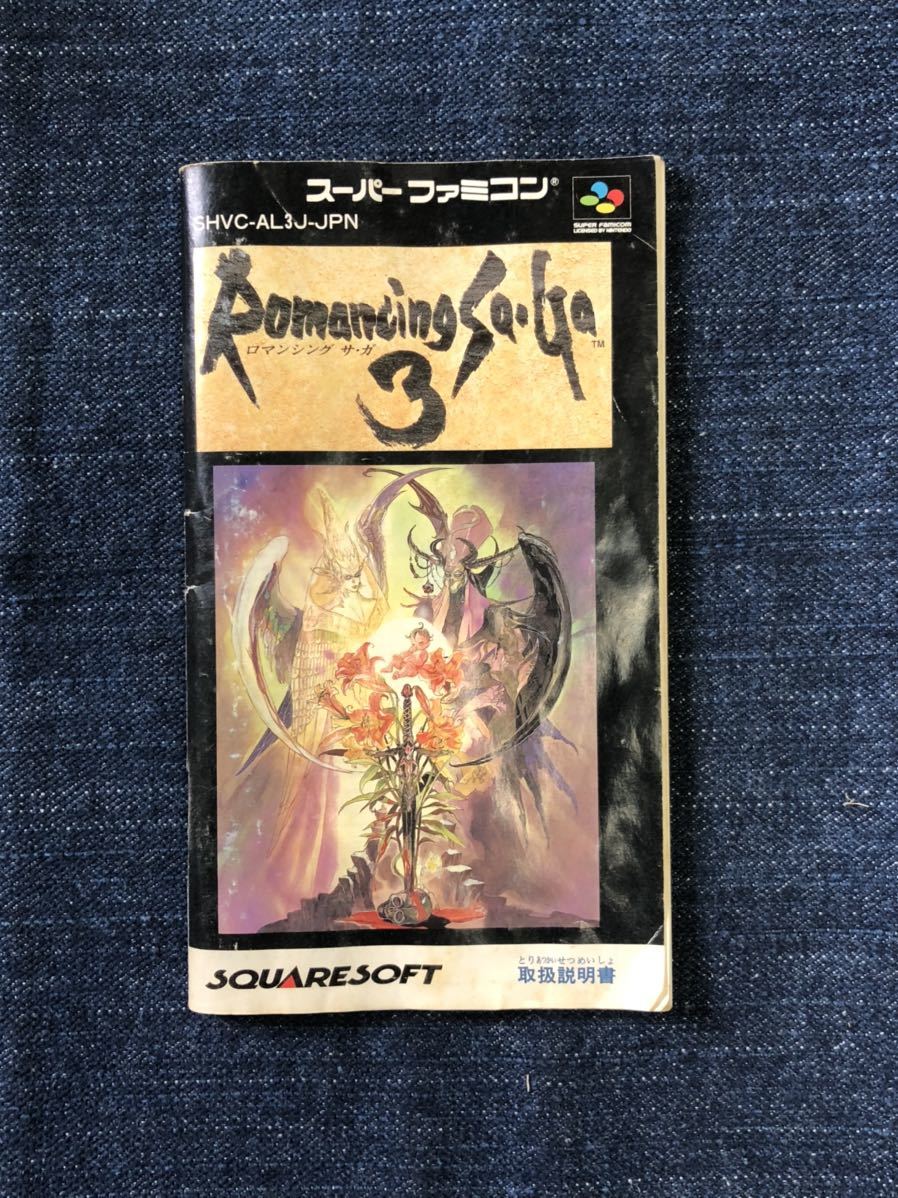 スーパーファミコン®
SUPER FAMICOM
LICENSED BY NINTENDO
SHVC-AL3J-JPN
Romancing Sa·Ga
ロマンシング サ・ガ
TM
3
SQUARESOFT
とりあつかいせつめいしょ
取扱説明書